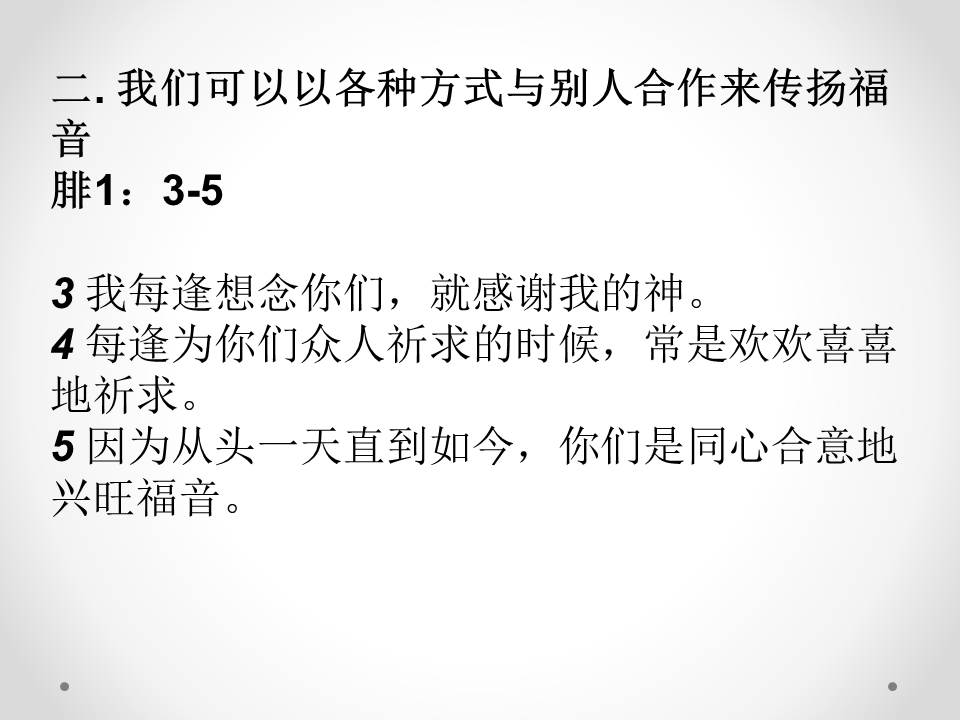 二. 我们可以以各种方式与别人合作来传扬福
音
腓1：3-5
3 我每逢想念你们，就感谢我的神。
4 每逢为你们众人祈求的时候，常是欢欢喜喜
地祈求。
5 因为从头一天直到如今，你们是同心合意地
兴旺福音。